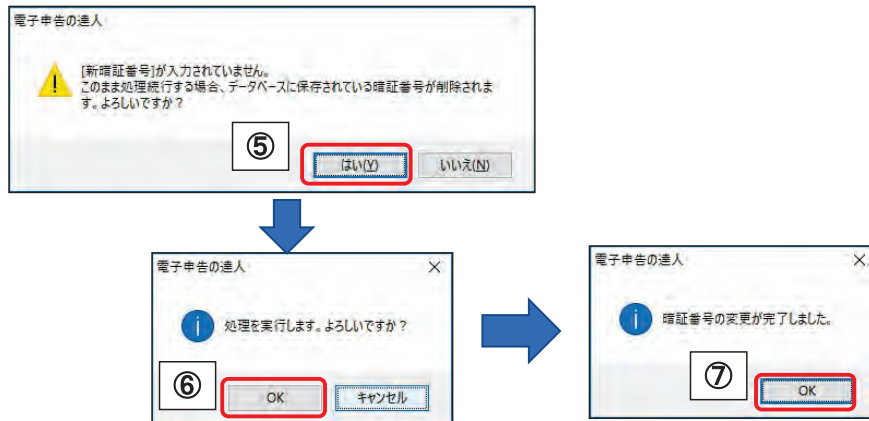 電子申告の達人
[新暗証番号]が入力されていません。
このまま処理続行する場合、データベースに保存されている暗証番号が削除されま
す。よろしいですか？
⑤
はい(Y)
いいえ(N)
電子申告の達人
処理を実行します。よろしいですか？
⑥
OK
キャンセル
電子申告の達人
暗証番号の変更が完了しました。
⑦
OK